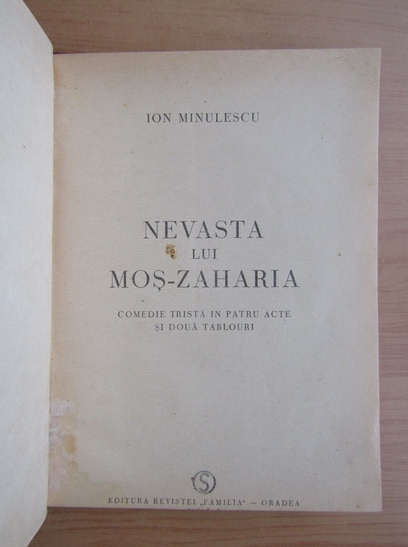 ION MINULESCU
NEVASTA
LUI
MOȘ-ZAHARIA
COMEDIE TRISTĂ IN PATRU ACTE
ȘI DOUĂ TABLOURI
S
EDITURA REVISTEI „FAMILIA" — ORADEA